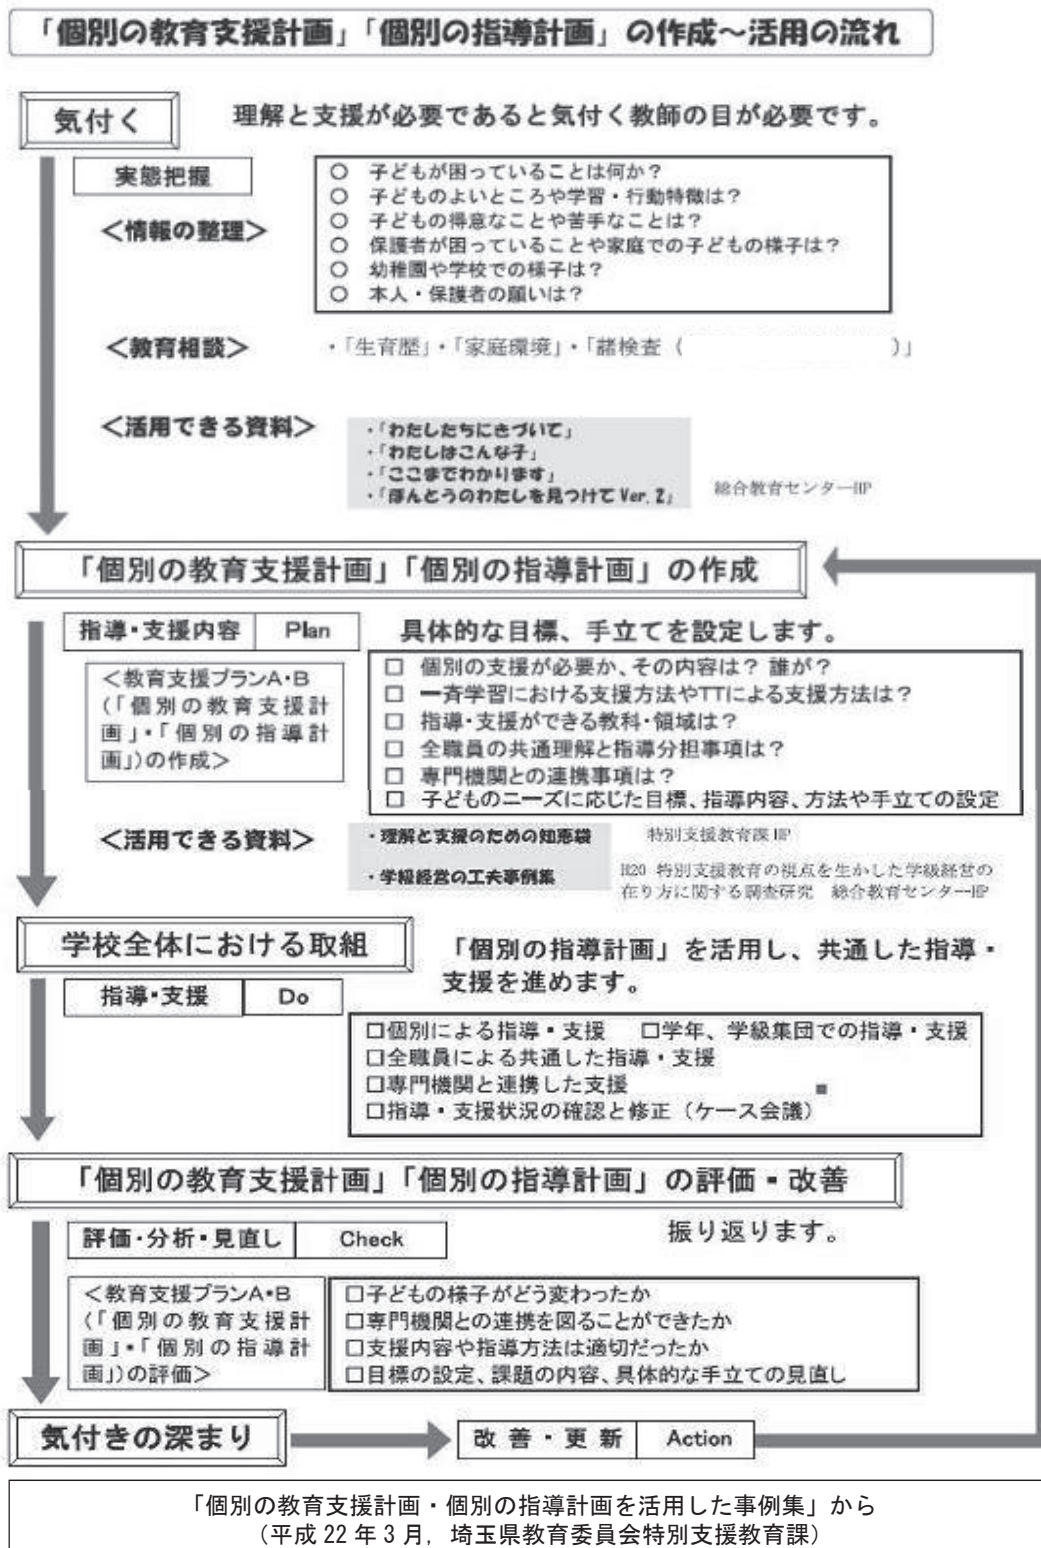 「個別の教育支援計画」「個別の指導計画」の作成～活用の流れ
気付く
理解と支援が必要であると気付く教師の目が必要です。
実態把握
＜情報の整理＞
○ 子どもが困っていることは何か？
○ 子どものよいところや学習・行動特徴は？
○ 子どもの得意なことや苦手なことは？
○ 保護者が困っていることや家庭での子どもの様子は？
○ 幼稚園や学校での様子は？
○ 本人・保護者の願いは？
＜教育相談＞
・「生育歴」・「家庭環境」・「諸検査（　　　　　　　　　　）」
＜活用できる資料＞
・「わたしたちにきづいて」
・「わたしはこんな子」
・「ここまでわかります」
・「ほんとうのわたしを見つけて Ver. 2」
総合教育センターHP
「個別の教育支援計画」「個別の指導計画」の作成
指導・支援内容
Plan
具体的な目標、手立てを設定します。
＜教育支援プランA・B
（「個別の教育支援計
画」・「個別の指導計
画」）の作成＞
□ 個別の支援が必要か、その内容は？ 誰が？
□ 一斉学習における支援方法やTTによる支援方法は？
□ 指導・支援ができる教科・領域は？
□ 全職員の共通理解と指導分担事項は？
□ 専門機関との連携事項は？
□ 子どものニーズに応じた目標、指導内容、方法や手立ての設定
＜活用できる資料＞
・理解と支援のための知恵袋
特別支援教育課 HP
・学級経営の工夫事例集
H20 特別支援教育の視点を生かした学級経営の
在り方に関する調査研究　総合教育センターHP
学校全体における取組
「個別の指導計画」を活用し、共通した指導・
支援を進めます。
指導・支援
Do
□個別による指導・支援　□学年、学級集団での指導・支援
□全職員による共通した指導・支援
□専門機関と連携した支援
□指導・支援状況の確認と修正（ケース会議）
「個別の教育支援計画」「個別の指導計画」の評価・改善
評価・分析・見直し
Check
振り返ります。
＜教育支援プランA・B
（「個別の教育支援計
画」・「個別の指導計
画」）の評価＞
□子どもの様子がどう変わったか
□専門機関との連携を図ることができたか
□支援内容や指導方法は適切だったか
□目標の設定、課題の内容、具体的な手立ての見直し
気付きの深まり
改善・更新
Action
「個別の教育支援計画・個別の指導計画を活用した事例集」から
（平成 22 年 3 月，埼玉県教育委員会特別支援教育課）